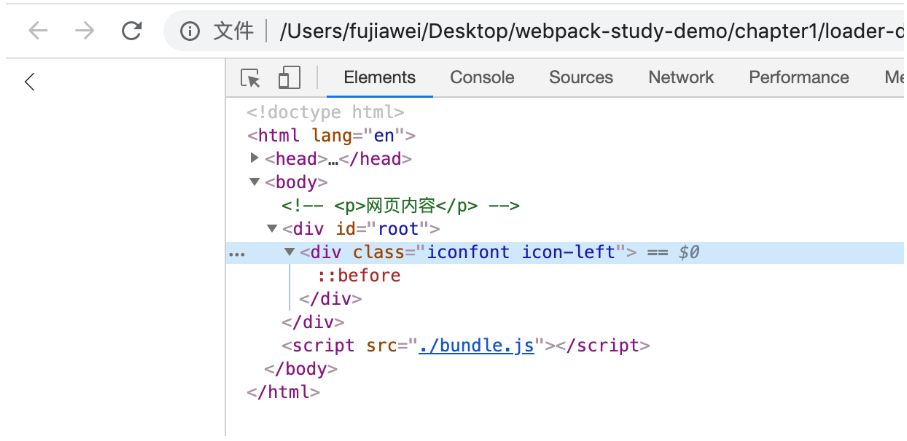 文件 /Users/fujiawei/Desktop/webpack-study-demo/chapter1/loader-d
Elements Console Sources Network Performance Me
<!doctype html>
<html lang="en">
<head>…</head>
<body>
<!-- <p>网页内容</p> -->
<div id="root">
… <div class="iconfont icon-left"> == $0
::before
</div>
</div>
<script src="./bundle.js"></script>
</body>
</html>